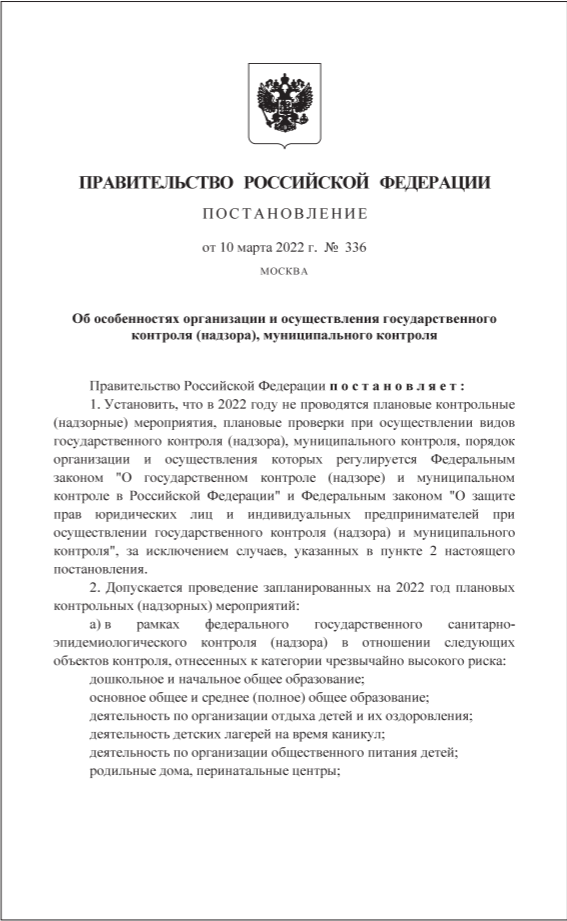 ПРАВИТЕЛЬСТВО РОССИЙСКОЙ ФЕДЕРАЦИИ
ПОСТАНОВЛЕНИЕ
от 10 марта 2022 г. № 336
МОСКВА
Об особенностях организации и осуществления государственного
контроля (надзора), муниципального контроля
Правительство Российской Федерации постановляет:
1. Установить, что в 2022 году не проводятся плановые контрольные
(надзорные) мероприятия, плановые проверки при осуществлении видов
государственного контроля (надзора), муниципального контроля, порядок
организации и осуществления которых регулируется Федеральным
законом "О государственном контроле (надзоре) и муниципальном
контроле в Российской Федерации" и Федеральным законом "О защите
прав юридических лиц и индивидуальных предпринимателей при
осуществлении государственного контроля (надзора) и муниципального
контроля", за исключением случаев, указанных в пункте 2 настоящего
постановления.
2. Допускается проведение запланированных на 2022 год плановых
контрольных (надзорных) мероприятий:
а) в рамках федерального государственного санитарно-
эпидемиологического контроля (надзора) в отношении следующих
объектов контроля, отнесенных к категории чрезвычайно высокого риска:
дошкольное и начальное общее образование;
основное общее и среднее (полное) общее образование;
деятельность по организации отдыха детей и их оздоровления;
деятельность детских лагерей на время каникул;
деятельность по организации общественного питания детей;
родильные дома, перинатальные центры;